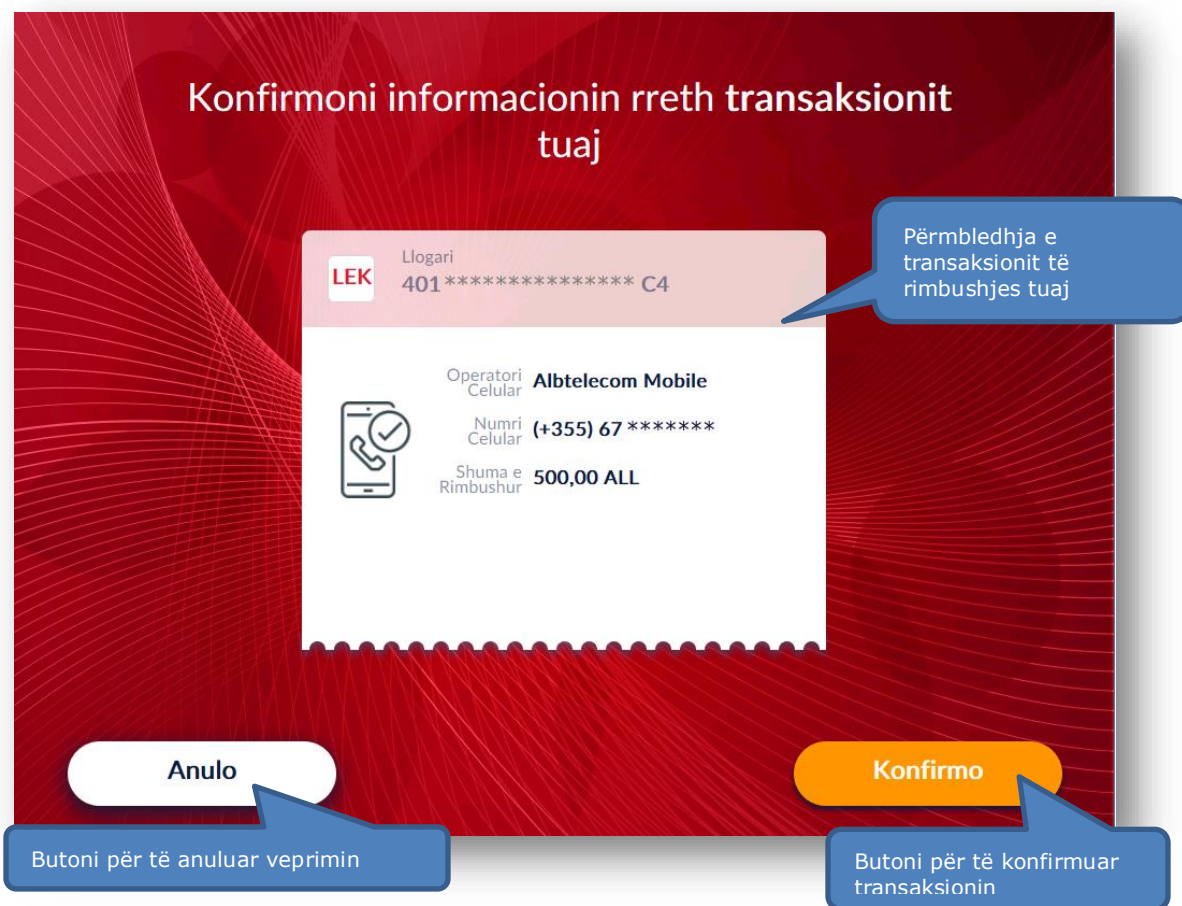 Konfirmoni informacionin rreth transaksionit
tuaj
Përmbledhja e
transaksionit të
rimbushjes tuaj
LEK
Llogari
401*************** C4
Operatori
Celular
Albtelecom Mobile
Numri
Celular
(+355) 67 *******
Shuma e
Rimbushur
500,00 ALL
Anulo
Konfirmo
Butoni për të anuluar veprimin
Butoni për të konfirmuar
transaksionin